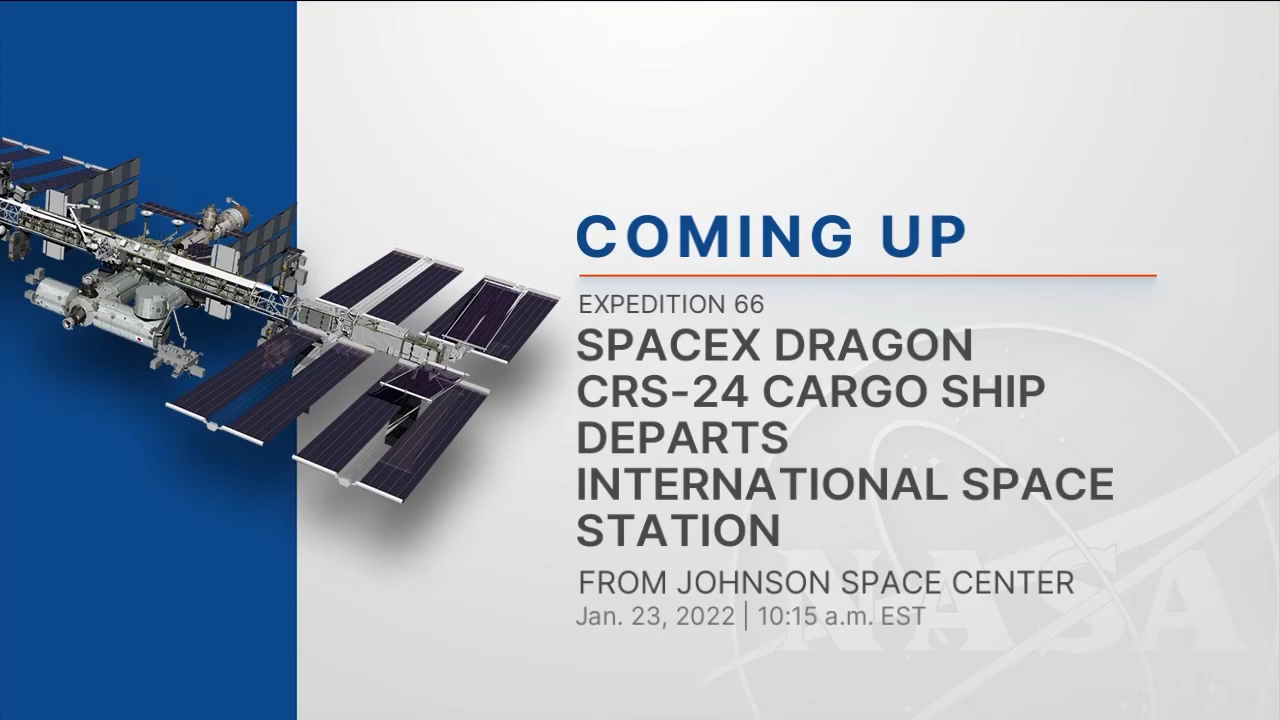 COMING UP
EXPEDITION 66
SPACEX DRAGON
CRS-24 CARGO SHIP
DEPARTS
INTERNATIONAL SPACE
STATION
FROM JOHNSON SPACE CENTER
Jan. 23, 2022 | 10:15 a.m. EST
NASA